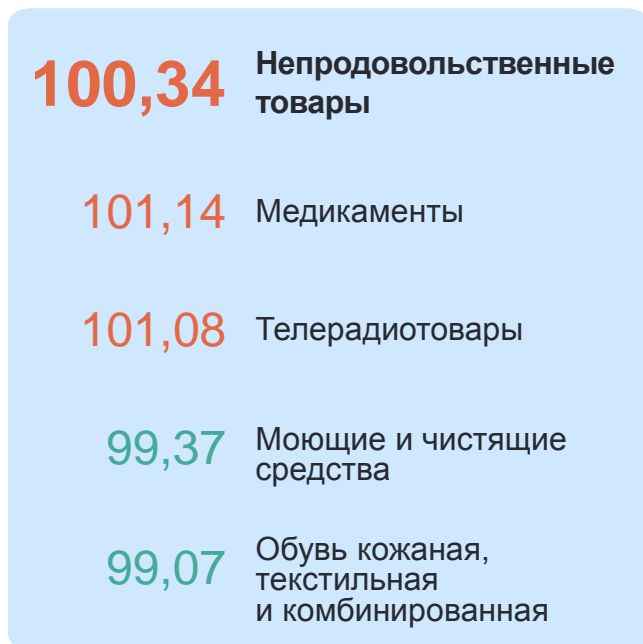 100,34 Непродовольственные
товары
101,14 Медикаменты
101,08 Телерадиотовары
99,37 Моющие и чистящие
средства
99,07 Обувь кожаная,
текстильная
и комбинированная